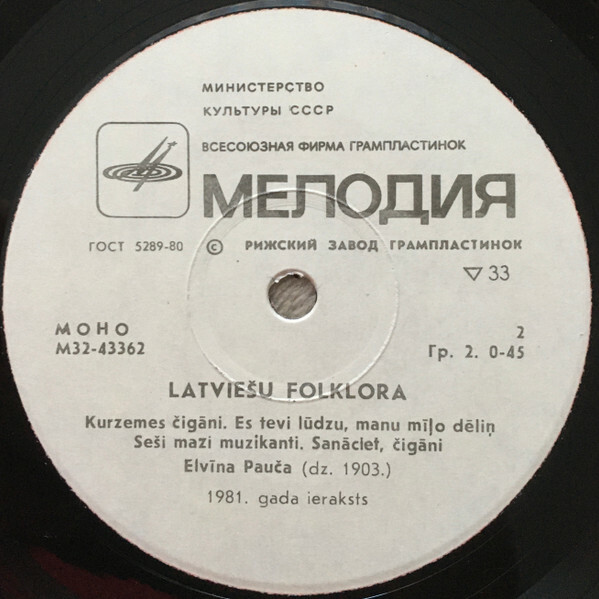 МИНИСТЕРСТВО
КУЛЬТУРЫ СССР
ВСЕСОЮЗНАЯ ФИРМА ГРАМПЛАСТИНОК
МЕЛОДИЯ
ГОСТ 5289-80 © РИЖСКИЙ ЗАВОД ГРАМПЛАСТИНОК
▽ 33
МОНО 2
М32-43362 Гр. 2. 0-45
LATVIEŠU FOLKLORA
Kurzemes čigāni. Es tevi lūdzu, manu mīļo dēliņ
Seši mazi muzikanti. Sanāciet, čigāni
Elvīna Pauča (dz. 1903.)
1981. gada ieraksts